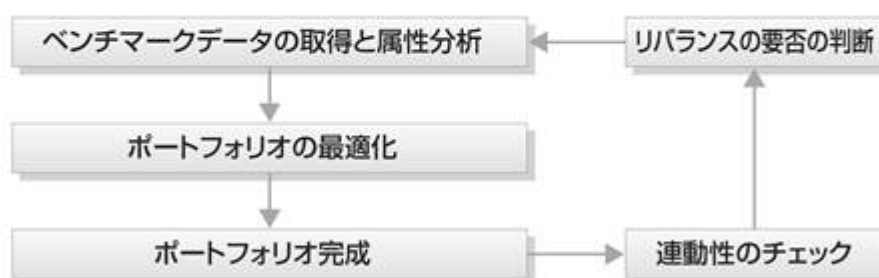 ベンチマークデータの取得と属性分析
リバランスの要否の判断
ポートフォリオの最適化
ポートフォリオ完成
連動性のチェック